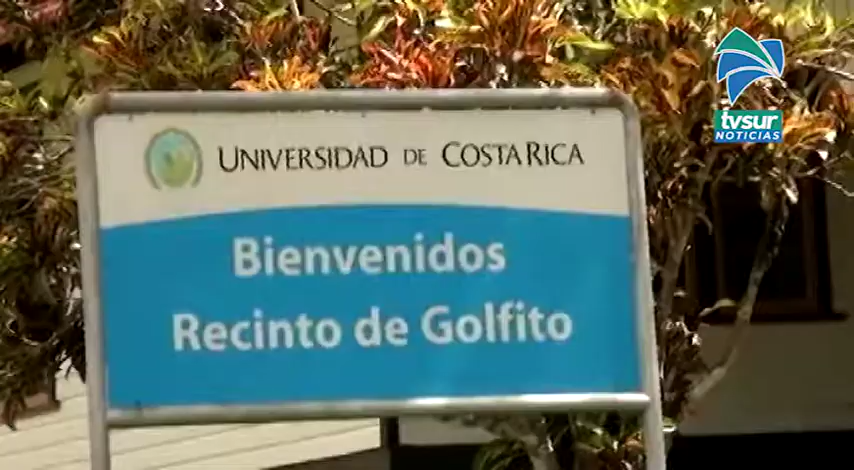 tvsur
NOTICIAS
UNIVERSIDAD DE COSTA RICA
Bienvenidos
Recinto de Golfito